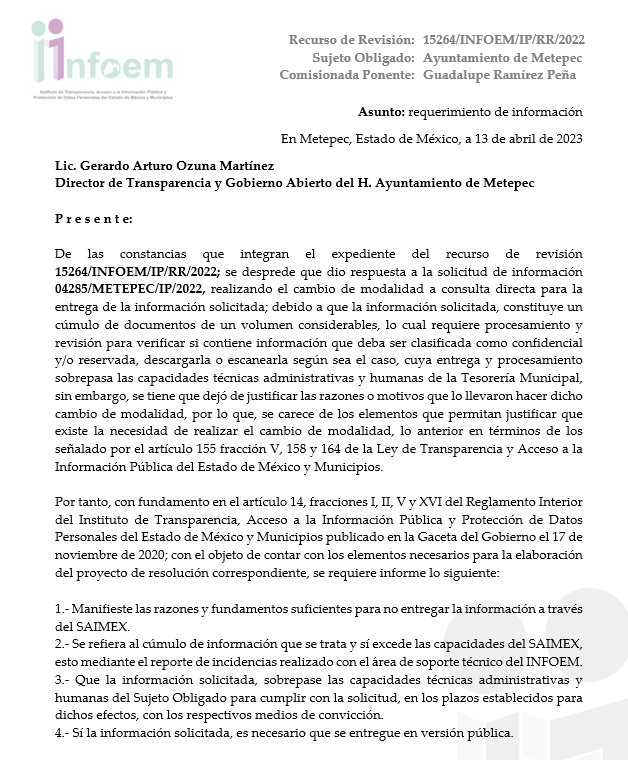 infoem
Instituto de Transparencia, Acceso a la Información Pública y
Protección de Datos Personales del Estado de México y Municipios
Recurso de Revisión: 15264/INFOEM/IP/RR/2022
Sujeto Obligado: Ayuntamiento de Metepec
Comisionada Ponente: Guadalupe Ramírez Peña
Asunto: requerimiento de información
En Metepec, Estado de México, a 13 de abril de 2023
Lic. Gerardo Arturo Ozuna Martínez
Director de Transparencia y Gobierno Abierto del H. Ayuntamiento de Metepec
P r e s e n t e:
De las constancias que integran el expediente del recurso de revisión
15264/INFOEM/IP/RR/2022; se desprede que dio respuesta a la solicitud de información
04285/METEPEC/IP/2022, realizando el cambio de modalidad a consulta directa para la
entrega de la información solicitada; debido a que la información solicitada, constituye un
cúmulo de documentos de un volumen considerables, lo cual requiere procesamiento y
revisión para verificar si contiene información que deba ser clasificada como confidencial
y/o reservada, descargarla o escanearla según sea el caso, cuya entrega y procesamiento
sobrepasa las capacidades técnicas administrativas y humanas de la Tesorería Municipal,
sin embargo, se tiene que dejó de justificar las razones o motivos que lo llevaron hacer dicho
cambio de modalidad, por lo que, se carece de los elementos que permitan justificar que
existe la necesidad de realizar el cambio de modalidad, lo anterior en términos de los
señalado por el artículo 155 fracción V, 158 y 164 de la Ley de Transparencia y Acceso a la
Información Pública del Estado de México y Municipios.
Por tanto, con fundamento en el artículo 14, fracciones I, II, V y XVI del Reglamento Interior
del Instituto de Transparencia, Acceso a la Información Pública y Protección de Datos
Personales del Estado de México y Municipios publicado en la Gaceta del Gobierno el 17 de
noviembre de 2020; con el objeto de contar con los elementos necesarios para la elaboración
del proyecto de resolución correspondiente, se requiere informe lo siguiente:
1.- Manifieste las razones y fundamentos suficientes para no entregar la información a través
del SAIMEX.
2.- Se refiera al cúmulo de información que se trata y sí excede las capacidades del SAIMEX,
esto mediante el reporte de incidencias realizado con el área de soporte técnico del INFOEM.
3.- Que la información solicitada, sobrepase las capacidades técnicas administrativas y
humanas del Sujeto Obligado para cumplir con la solicitud, en los plazos establecidos para
dichos efectos, con los respectivos medios de convicción.
4.- Sí la información solicitada, es necesario que se entregue en versión pública.